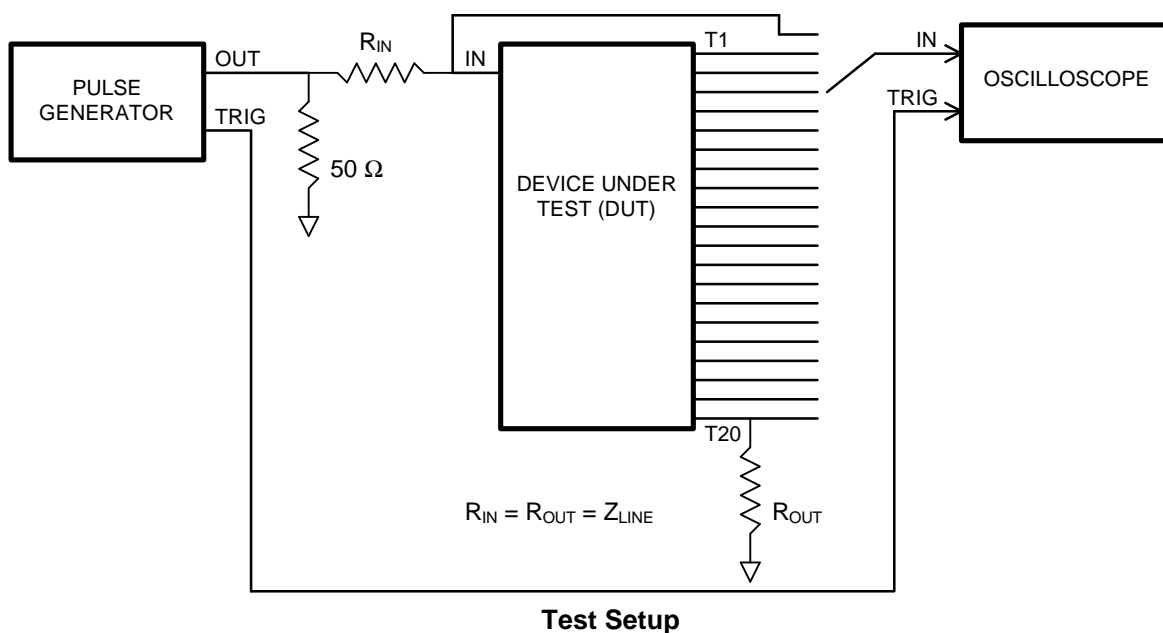 PULSE
GENERATOR
OUT
TRIG
R_IN
50 Ω
IN
DEVICE UNDER
TEST (DUT)
T1
T20
IN
TRIG
OSCILLOSCOPE
R_IN = R_OUT = Z_LINE
R_OUT
Test Setup